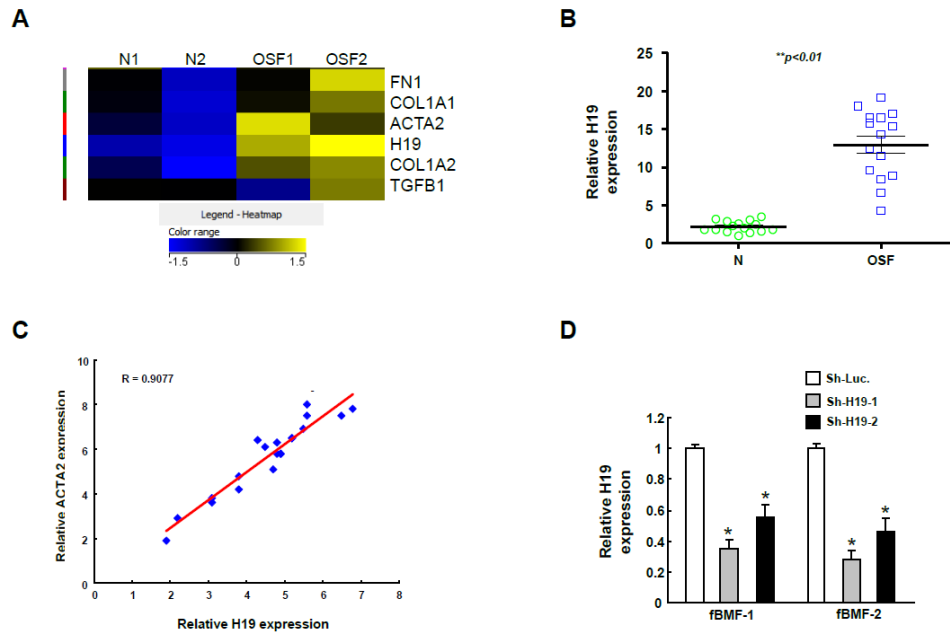 A
N1 N2 OSF1 OSF2
FN1
COL1A1
ACTA2
H19
COL1A2
TGFB1
Legend - Heatmap
Color range
-1.5 0 1.5
B
**p<0.01
Relative H19
expression
25
20
15
10
5
0
N OSF
C
R = 0.9077
Relative ACTA2 expression
10
8
6
4
2
0
0 1 2 3 4 5 6 7 8
Relative H19 expression
D
Sh-Luc.
Sh-H19-1
Sh-H19-2
Relative H19
expression
1.2
1
0.8
0.6
0.4
0.2
0
* * * *
fBMF-1 fBMF-2